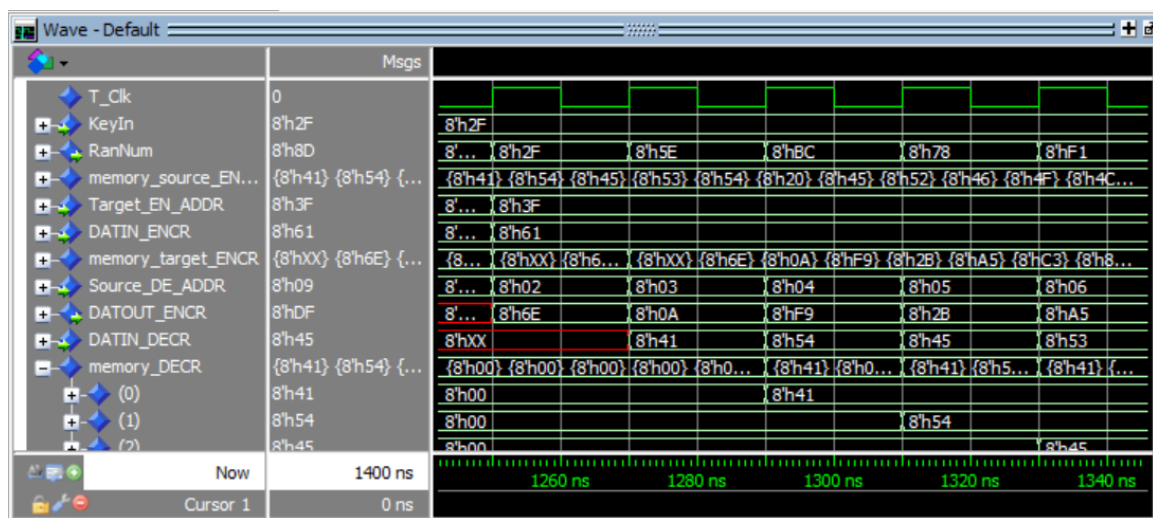 Wave - Default
Msgs
T_Clk 0
KeyIn 8'h2F 8'h2F
RanNum 8'h8D 8'... 8'h2F 8'h5E 8'hBC 8'h78 8'hF1
memory_source_EN... {8'h41} {8'h54} {... {8'h41} {8'h54} {8'h45} {8'h53} {8'h54} {8'h20} {8'h45} {8'h52} {8'h46} {8'h4F} {8'h4C...
Target_EN_ADDR 8'h3F 8'... 8'h3F
DATIN_ENCR 8'h61 8'... 8'h61
memory_target_ENCR {8'hXX} {8'h6E} {... {8... {8'hXX} {8'h6... {8'hXX} {8'h6E} {8'h0A} {8'hF9} {8'h2B} {8'hA5} {8'hC3} {8'h8...
Source_DE_ADDR 8'h09 8'... 8'h02 8'h03 8'h04 8'h05 8'h06
DATOUT_ENCR 8'hDF 8'... 8'h6E 8'h0A 8'hF9 8'h2B 8'hA5
DATIN_DECR 8'h45 8'hXX 8'h41 8'h54 8'h45 8'h53
memory_DECR {8'h41} {8'h54} {... {8'h00} {8'h00} {8'h00} {8'h00} {8'h0... {8'h41} {8'h0... {8'h41} {8'h5... {8'h41} {...
(0) 8'h41 8'h00 8'h41
(1) 8'h54 8'h00 8'h54
(2) 8'h45 8'h00 8'h45
Now 1400 ns 1260 ns 1280 ns 1300 ns 1320 ns 1340 ns
Cursor 1 0 ns